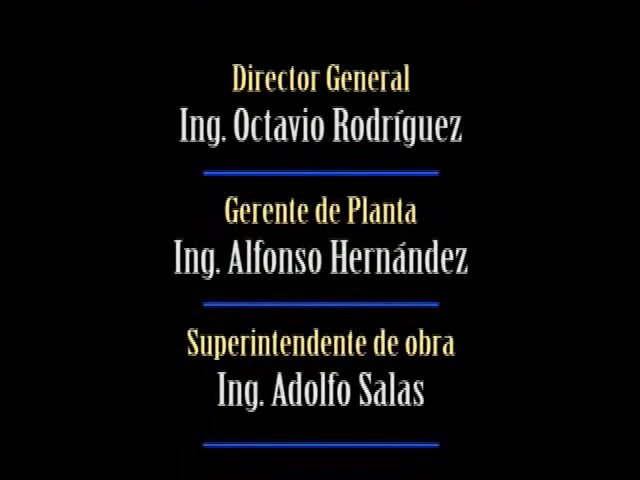 Director General
Ing. Octavio Rodríguez
Gerente de Planta
Ing. Alfonso Hernández
Superintendente de obra
Ing. Adolfo Salas